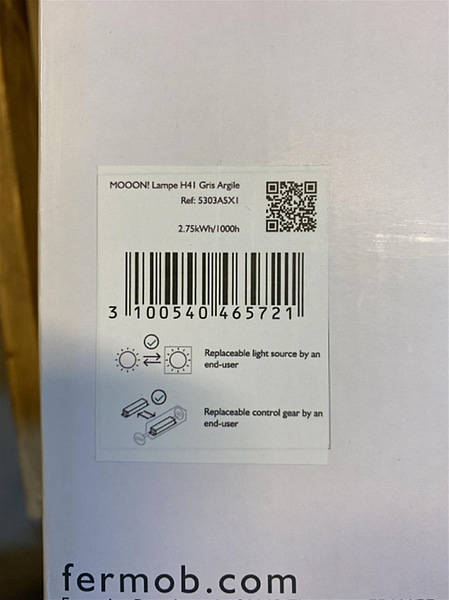 MOOON! Lampe H41 Gris Argile
Ref: 5303A5X1
2.75kWh/1000h
3 100540 465721
Replaceable light source by an
end-user
Replaceable control gear by an
end-user
fermob.com